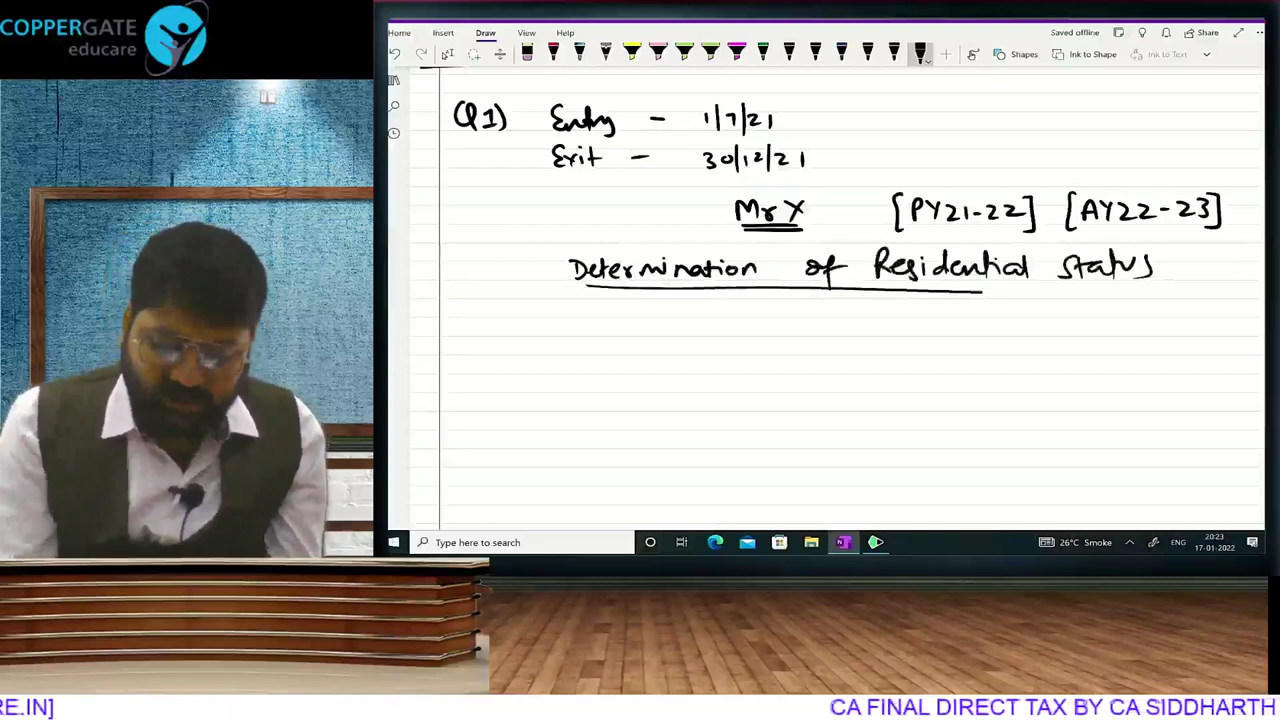 COPPERGATE
educare
Home Insert Draw View Help
Saved offline
Share
Shapes
Ink to Shape
Ink to Text
Q1) Entry - 1/7/21
Exit - 30/12/21
Mr X [PY21-22] [AY22-23]
Determination of Residential Status
Type here to search
26°C Smoke
ENG
20:23
17-01-2022
RE.IN]
CA FINAL DIRECT TAX BY CA SIDDHARTH